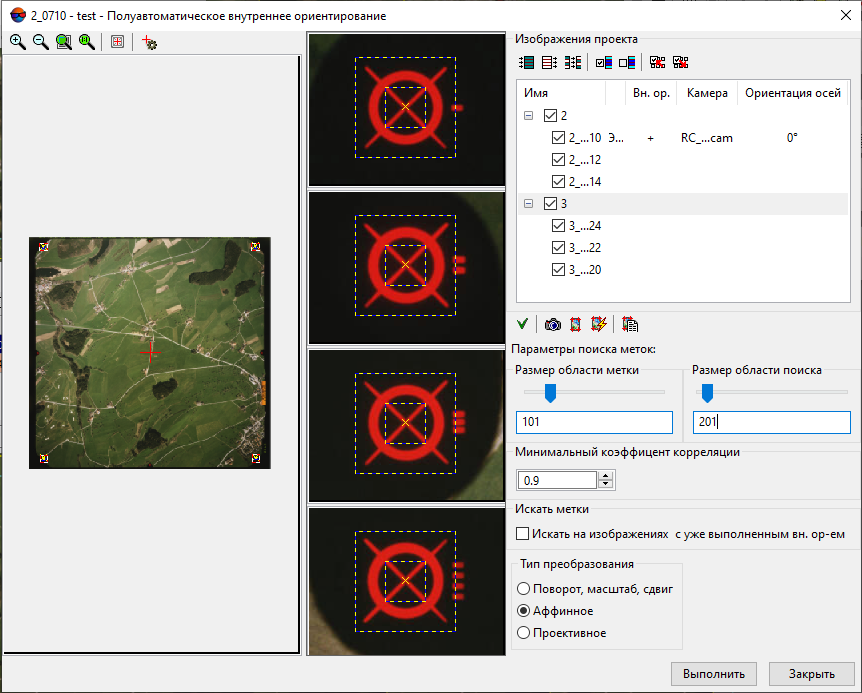 2_0710 - test - Полуавтоматическое внутреннее ориентирование
Изображения проекта
Имя Вн. ор. Камера Ориентация осей
2
2_...10 Э... + RC_...cam 0°
2_...12
2_...14
3
3_...24
3_...22
3_...20
Параметры поиска меток:
Размер области метки Размер области поиска
101 201
Минимальный коэффицент корреляции
0.9
Искать метки
Искать на изображениях с уже выполненным вн. ор-ем
Тип преобразования
Поворот, масштаб, сдвиг
Аффинное
Проективное
Выполнить Закрыть